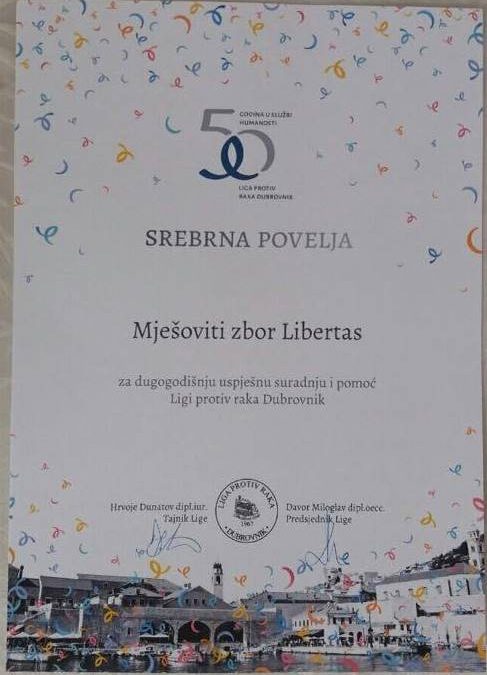 50
GODINA U SLUŽBI
HUMANOSTI
LIGA PROTIV
RAKA DUBROVNIK
SREBRNA POVELJA
Mješoviti zbor Libertas
za dugogodišnju uspješnu suradnju i pomoć
Ligi protiv raka Dubrovnik
Hrvoje Dunatov dipl.iur.
Tajnik Lige
LIGA PROTIV RAKA
1967
• DUBROVNIK •
Davor Miloglav dipl.oecc.
Predsjednik Lige